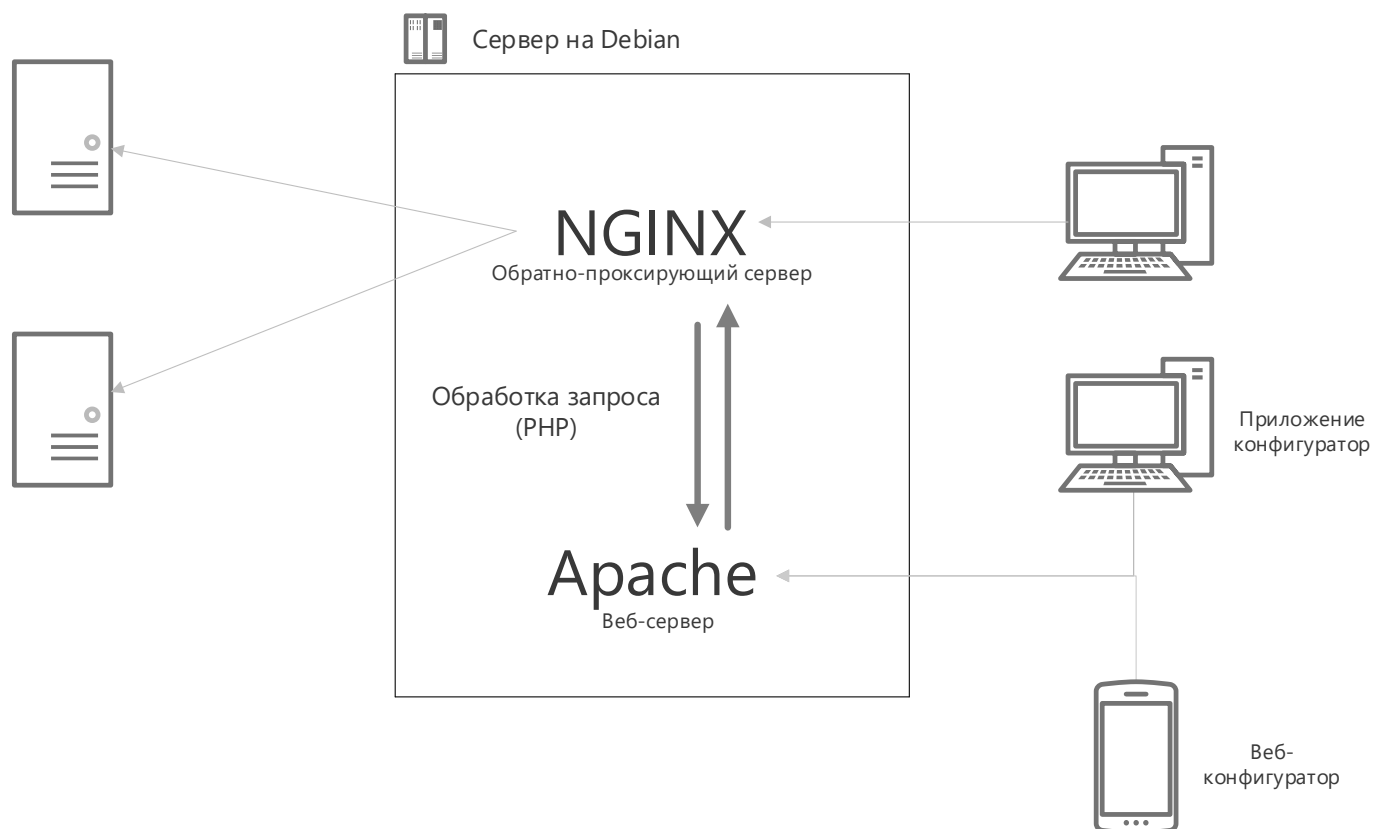 Сервер на Debian
NGINX
Обратно-проксирующий сервер
Обработка запроса
(PHP)
Приложение
конфигуратор
Apache
Веб-сервер
Веб-
конфигуратор